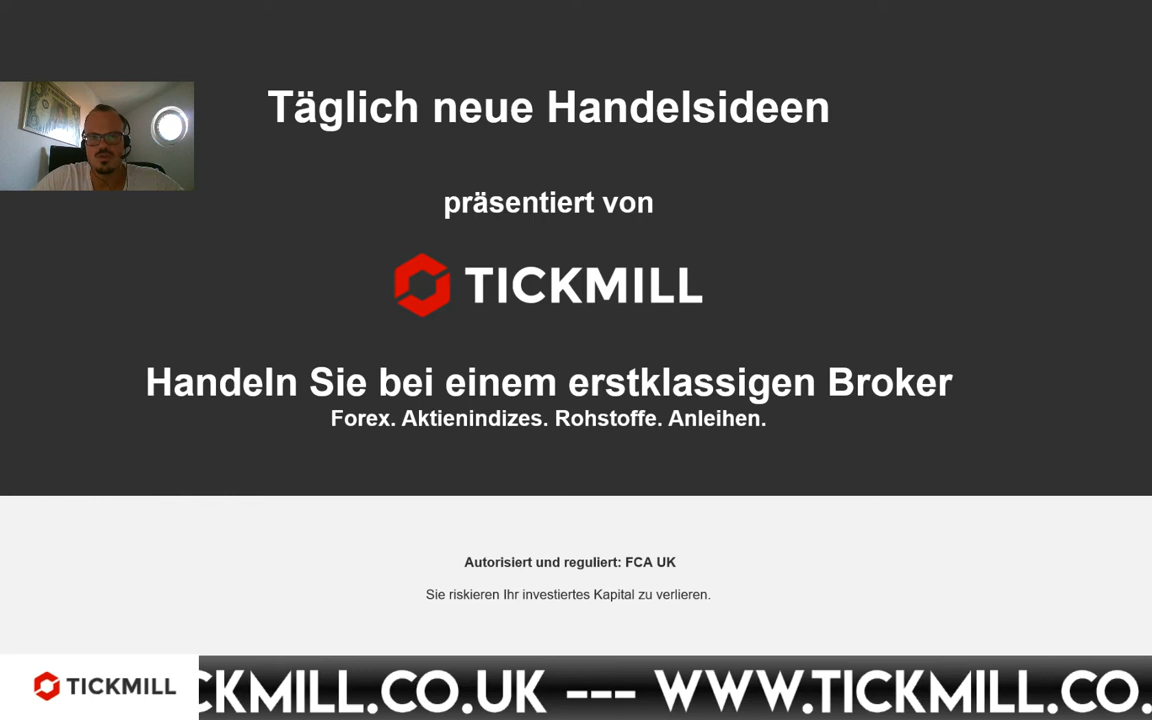 Täglich neue Handelsideen
präsentiert von
TICKMILL
Handeln Sie bei einem erstklassigen Broker
Forex. Aktienindizes. Rohstoffe. Anleihen.
Autorisiert und reguliert: FCA UK
Sie riskieren Ihr investiertes Kapital zu verlieren.
TICKMILL
CKMILL.CO.UK --- WWW.TICKMILL.CO.